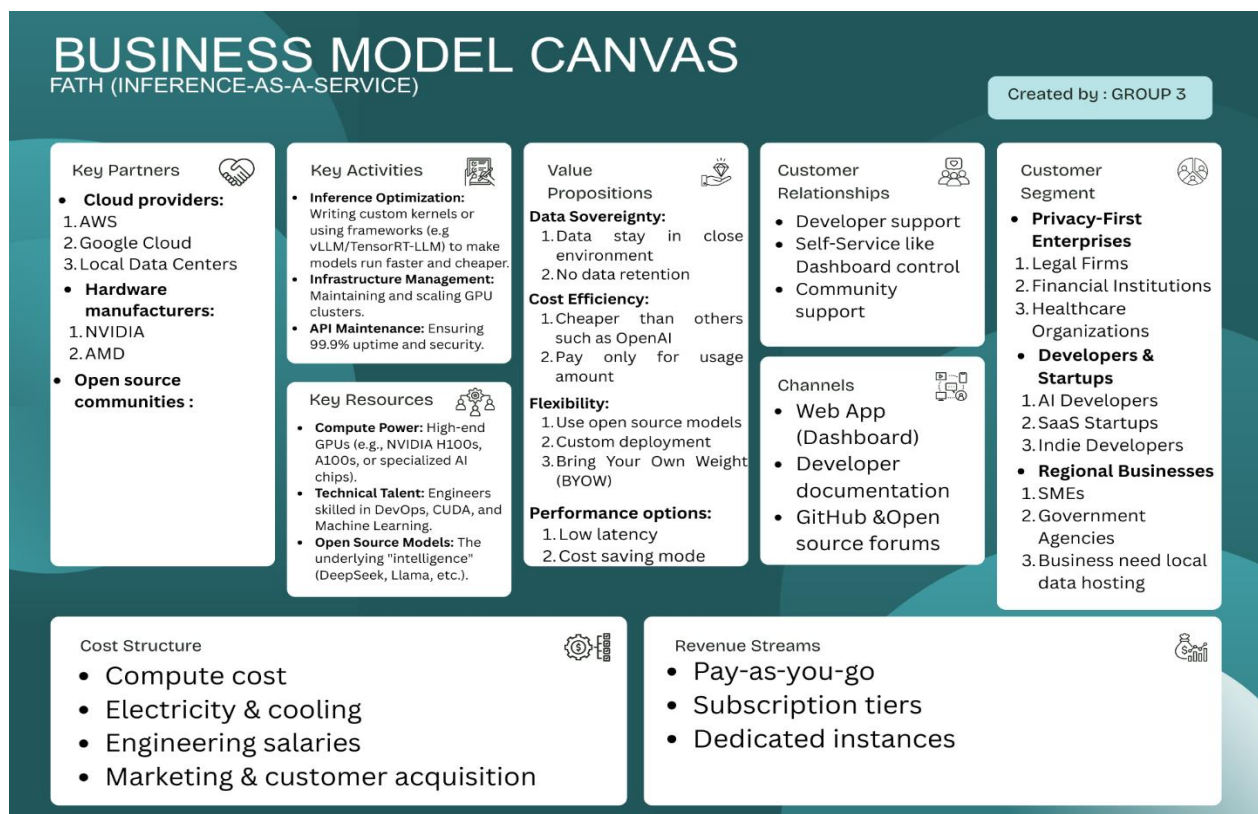 BUSINESS MODEL CANVAS
FATH (INFERENCE-AS-A-SERVICE)
Created by : GROUP 3
Key Partners
• Cloud providers:
1. AWS
2. Google Cloud
3. Local Data Centers
• Hardware
manufacturers:
1. NVIDIA
2. AMD
• Open source
communities :
Key Activities
• Inference Optimization:
Writing custom kernels or
using frameworks (e.g
vLLM/TensorRT-LLM) to make
models run faster and cheaper.
• Infrastructure Management:
Maintaining and scaling GPU
clusters.
• API Maintenance: Ensuring
99.9% uptime and security.
Key Resources
• Compute Power: High-end
GPUs (e.g., NVIDIA H100s,
A100s, or specialized AI
chips).
• Technical Talent: Engineers
skilled in DevOps, CUDA, and
Machine Learning.
• Open Source Models: The
underlying "intelligence"
(DeepSeek, Llama, etc.).
Value
Propositions
Data Sovereignty:
1. Data stay in close
environment
2. No data retention
Cost Efficiency:
1. Cheaper than others
such as OpenAI
2. Pay only for usage
amount
Flexibility:
1. Use open source models
2. Custom deployment
3. Bring Your Own Weight
(BYOW)
Performance options:
1. Low latency
2. Cost saving mode
Customer
Relationships
• Developer support
• Self-Service like
Dashboard control
• Community
support
Channels
• Web App
(Dashboard)
• Developer
documentation
• GitHub &Open
source forums
Customer
Segment
• Privacy-First
Enterprises
1. Legal Firms
2. Financial Institutions
3. Healthcare
Organizations
• Developers &
Startups
1. AI Developers
2. SaaS Startups
3. Indie Developers
• Regional Businesses
1. SMEs
2. Government
Agencies
3. Business need local
data hosting
Cost Structure
• Compute cost
• Electricity & cooling
• Engineering salaries
• Marketing & customer acquisition
Revenue Streams
• Pay-as-you-go
• Subscription tiers
• Dedicated instances